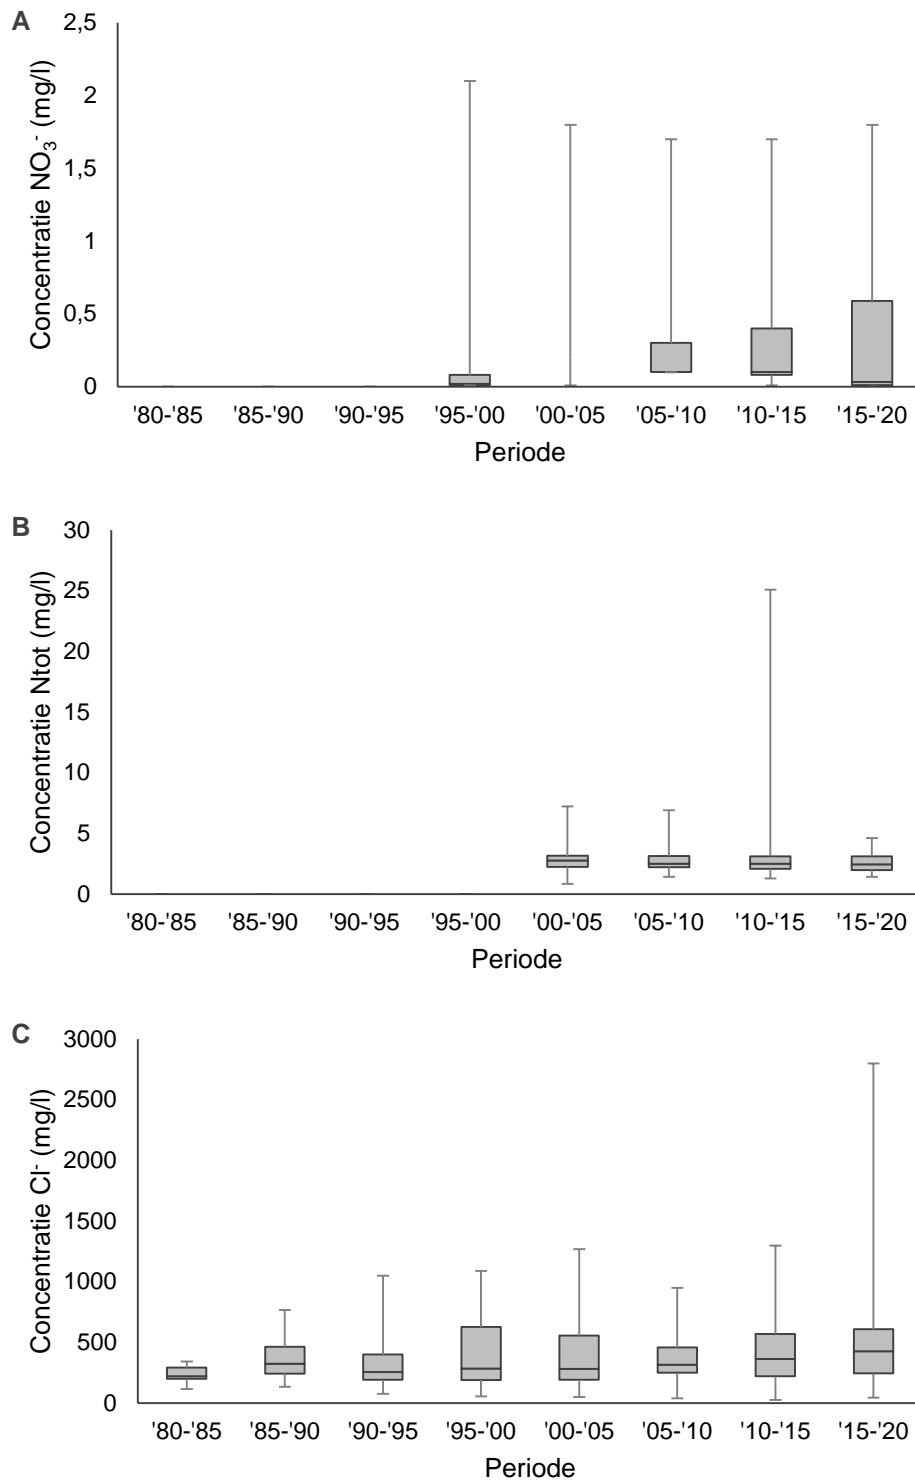 A
2,5
2
1,5
1
0,5
0
Concentratie NO₃⁻ (mg/l)
'80-'85 '85-'90 '90-'95 '95-'00 '00-'05 '05-'10 '10-'15 '15-'20
Periode
B
30
25
20
15
10
5
0
Concentratie Ntot (mg/l)
'80-'85 '85-'90 '90-'95 '95-'00 '00-'05 '05-'10 '10-'15 '15-'20
Periode
C
3000
2500
2000
1500
1000
500
0
Concentratie Cl⁻ (mg/l)
'80-'85 '85-'90 '90-'95 '95-'00 '00-'05 '05-'10 '10-'15 '15-'20
Periode